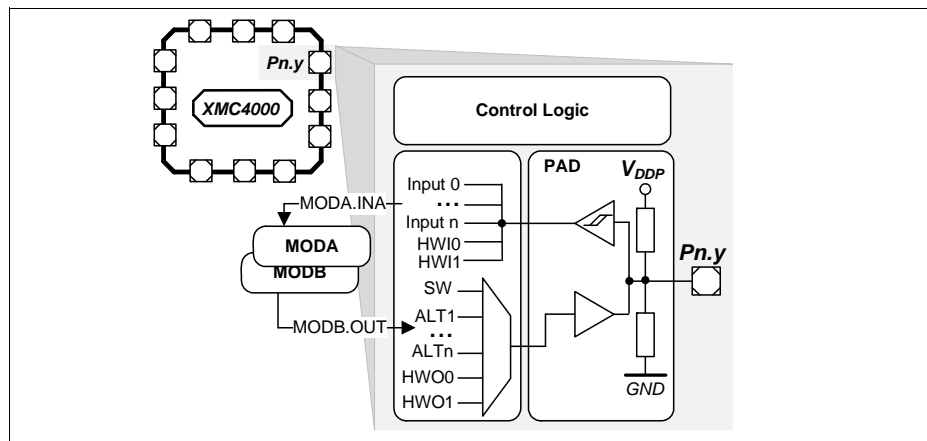 Pn.y
XMC4000
Control Logic
PAD
VDDP
Input 0
...
MODA.INA
Input n
HWI0
HWI1
MODA
MODB
Pn.y
SW
ALT1
MODB.OUT
...
ALTn
HWO0
HWO1
GND